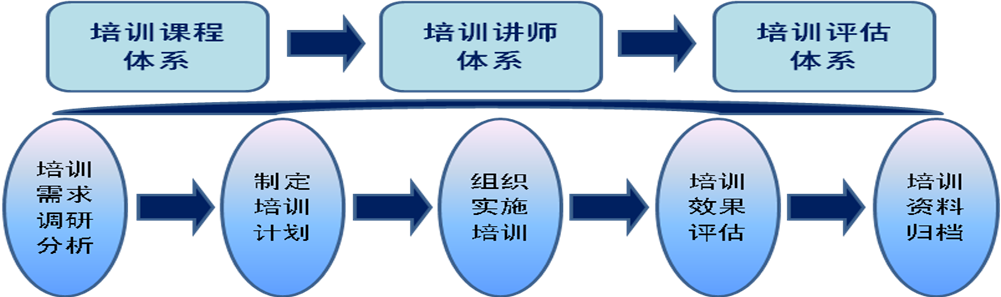 培训课程
体系
培训讲师
体系
培训评估
体系
培训
需求
调研
分析
制定
培训
计划
组织
实施
培训
培训
效果
评估
培训
资料
归档